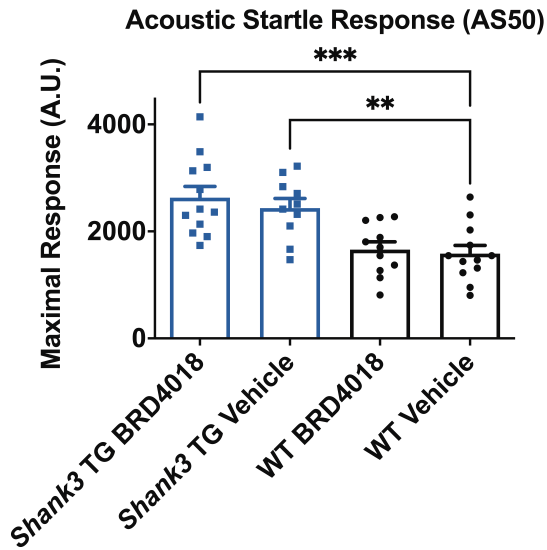 Acoustic Startle Response (AS50)
***
**
Maximal Response (A.U.)
4000
2000
0
Shank3 TG BRD4018
Shank3 TG Vehicle
WT BRD4018
WT Vehicle